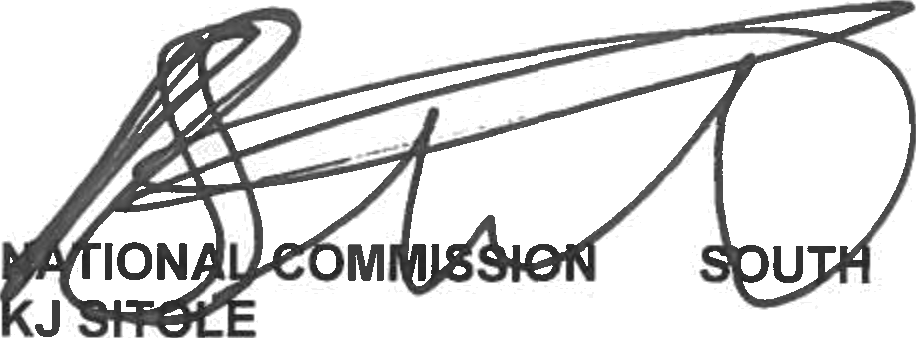 NATIONAL COMMISSION SOUTH
KJ SITOLE